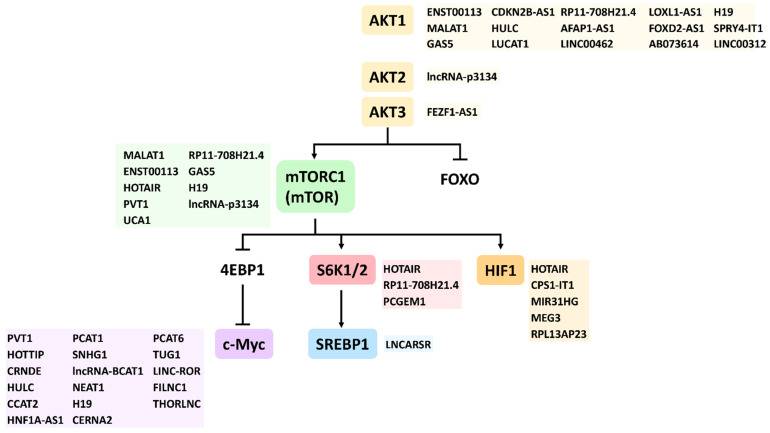 AKT1
ENST00113 CDKN2B-AS1 RP11-708H21.4 LOXL1-AS1 H19
MALAT1 HULC AFAP1-AS1 FOXD2-AS1 SPRY4-IT1
GAS5 LUCAT1 LINC00462 AB073614 LINC00312
AKT2
lncRNA-p3134
AKT3
FEZF1-AS1
MALAT1 RP11-708H21.4
ENST00113 GAS5
HOTAIR H19
PVT1 lncRNA-p3134
UCA1
mTORC1
(mTOR)
FOXO
4EBP1
S6K1/2
HOTAIR
RP11-708H21.4
PCGEM1
HIF1
HOTAIR
CPS1-IT1
MIR31HG
MEG3
RPL13AP23
PVT1 PCAT1 PCAT6
HOTTIP SNHG1 TUG1
CRNDE lncRNA-BCAT1 LINC-ROR
HULC NEAT1 FILNC1
CCAT2 H19 THORLNC
HNF1A-AS1 CERNA2
c-Myc
SREBP1
LNCARSR